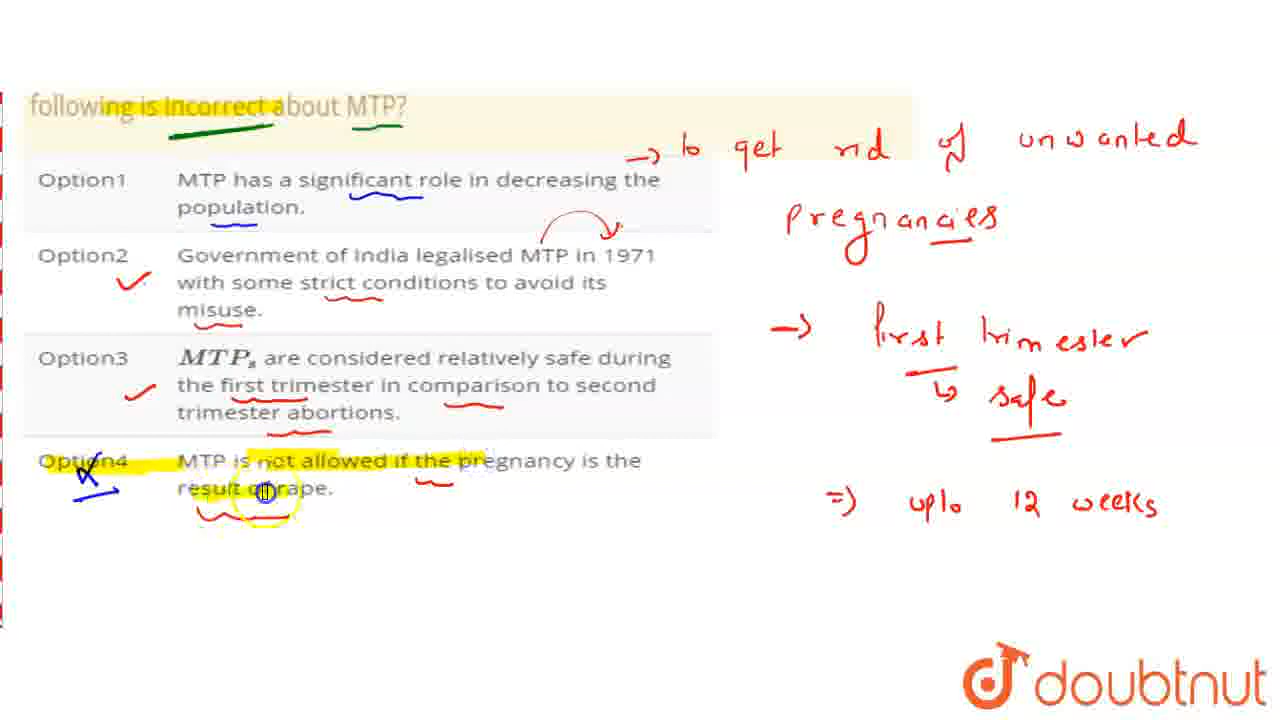 following is Incorrect about MTP?
Option1 MTP has a significant role in decreasing the
population.
Option2 Government of India legalised MTP in 1971
with some strict conditions to avoid its
misuse.
Option3 MTPs are considered relatively safe during
the first trimester in comparison to second
trimester abortions.
Option4 MTP is not allowed if the pregnancy is the
result of rape.
→ to get rid of unwanted
pregnancies
→ first trimester
↳ safe
⇒ upto 12 weeks
doubtnut